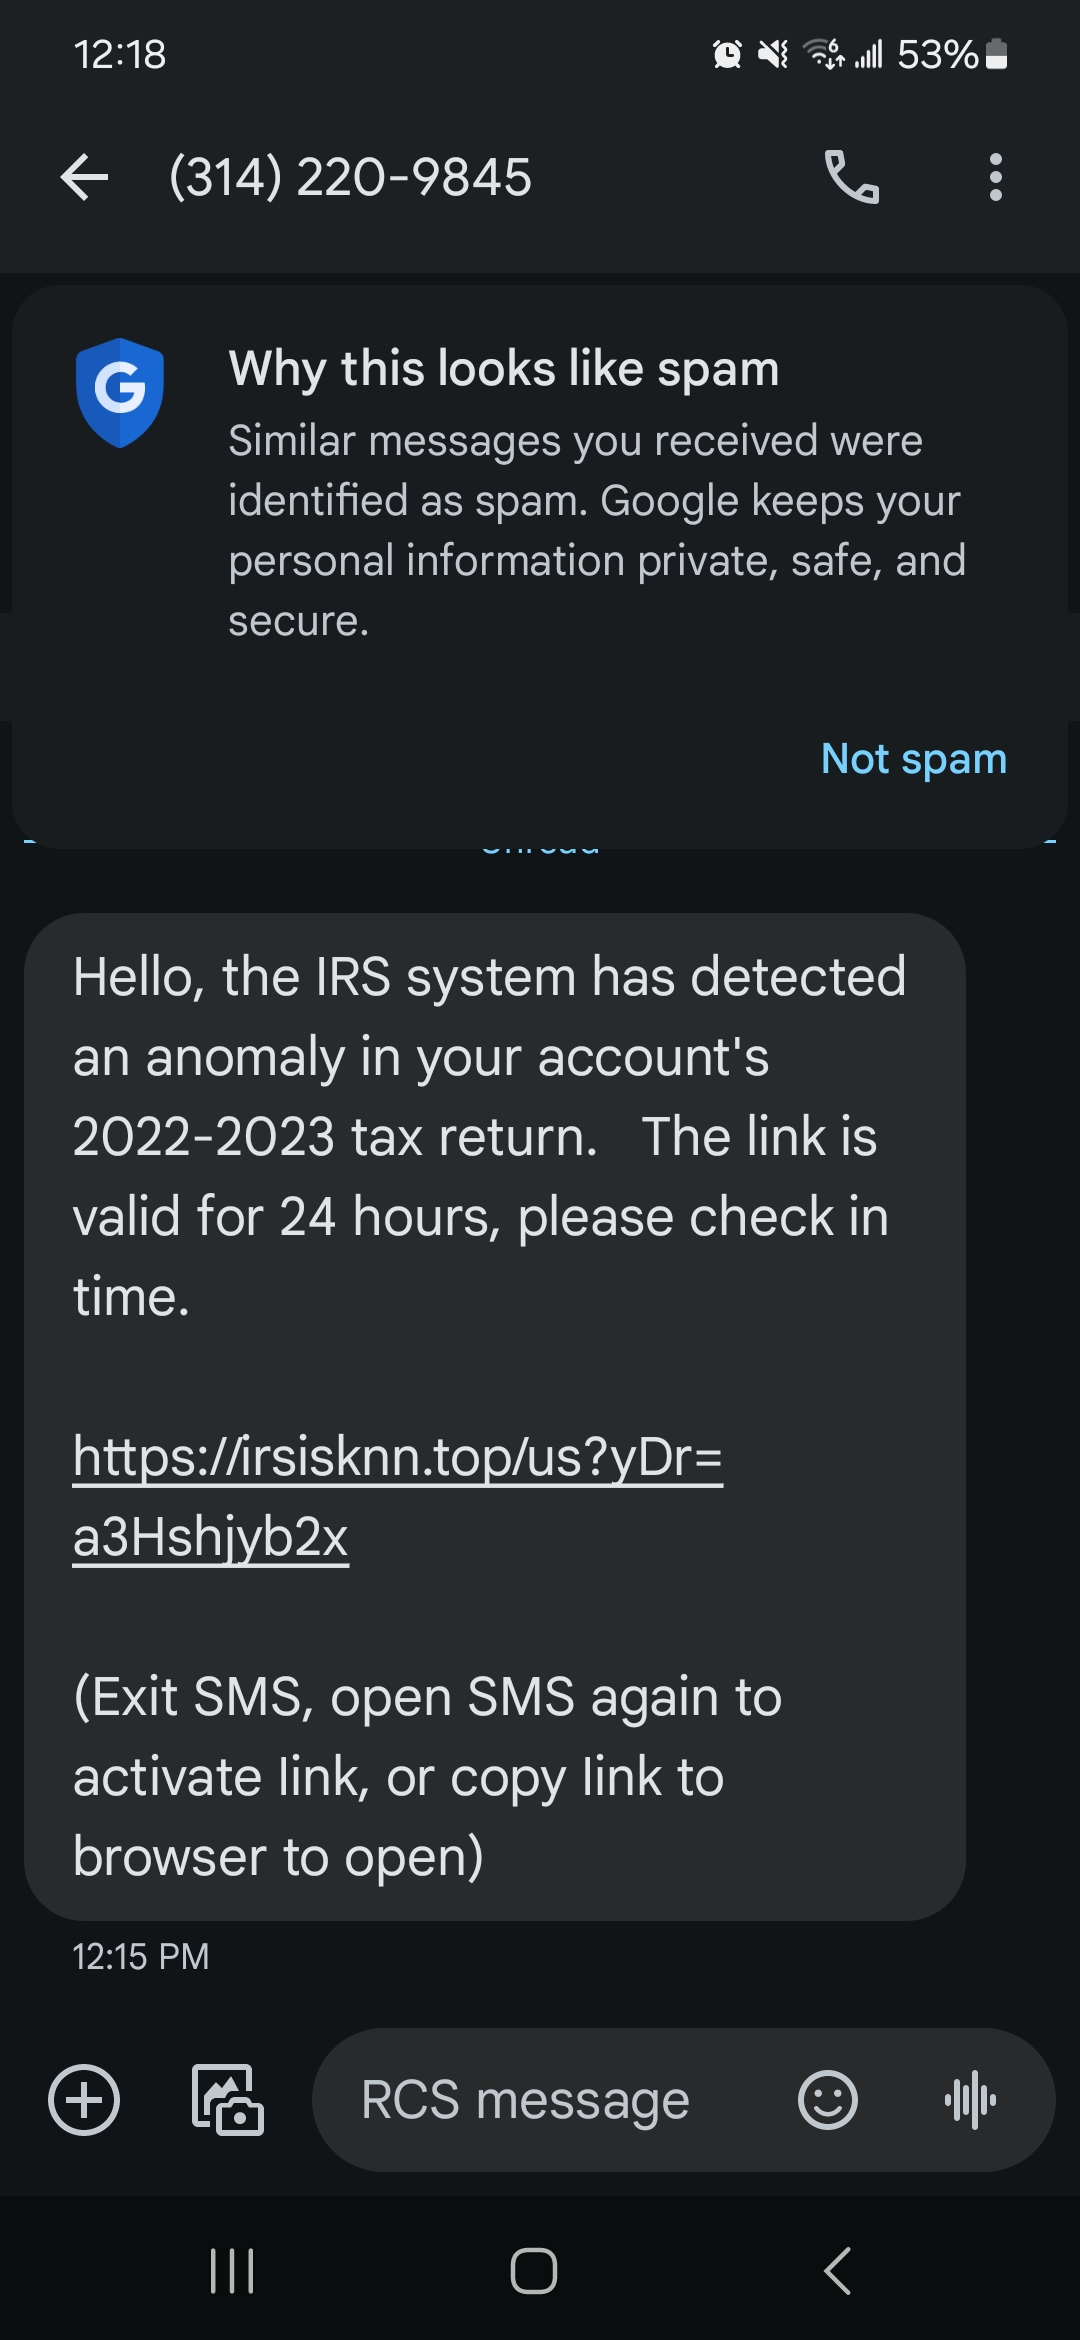 12:18
6
53%
(314) 220-9845
G
Why this looks like spam
Similar messages you received were
identified as spam. Google keeps your
personal information private, safe, and
secure.
Not spam
Unread
Hello, the IRS system has detected
an anomaly in your account's
2022-2023 tax return.   The link is
valid for 24 hours, please check in
time.
https://irsisknn.top/us?yDr=
a3Hshjyb2x
(Exit SMS, open SMS again to
activate link, or copy link to
browser to open)
12:15 PM
RCS message